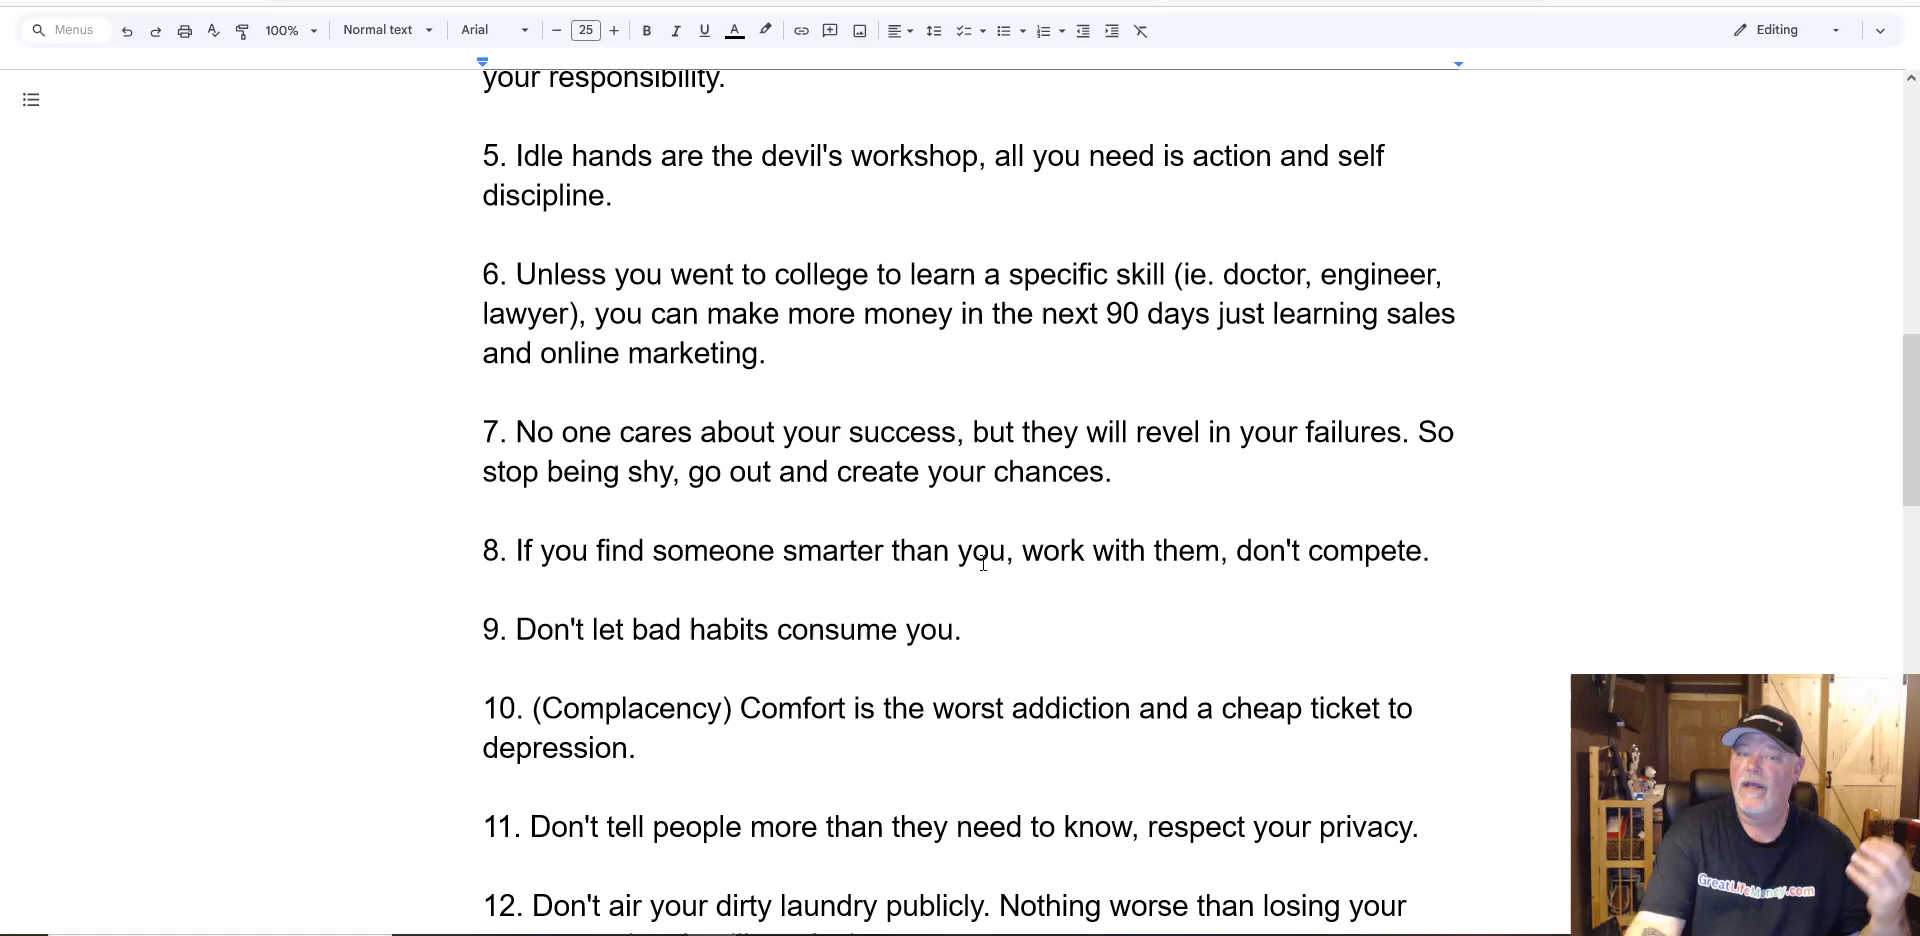 Menus 100% Normal text Arial 25 B I U A Editing
your responsibility.
5. Idle hands are the devil's workshop, all you need is action and self
discipline.
6. Unless you went to college to learn a specific skill (ie. doctor, engineer,
lawyer), you can make more money in the next 90 days just learning sales
and online marketing.
7. No one cares about your success, but they will revel in your failures. So
stop being shy, go out and create your chances.
8. If you find someone smarter than you, work with them, don't compete.
9. Don't let bad habits consume you.
10. (Complacency) Comfort is the worst addiction and a cheap ticket to
depression.
11. Don't tell people more than they need to know, respect your privacy.
12. Don't air your dirty laundry publicly. Nothing worse than losing your
GreatLifeMoney.com